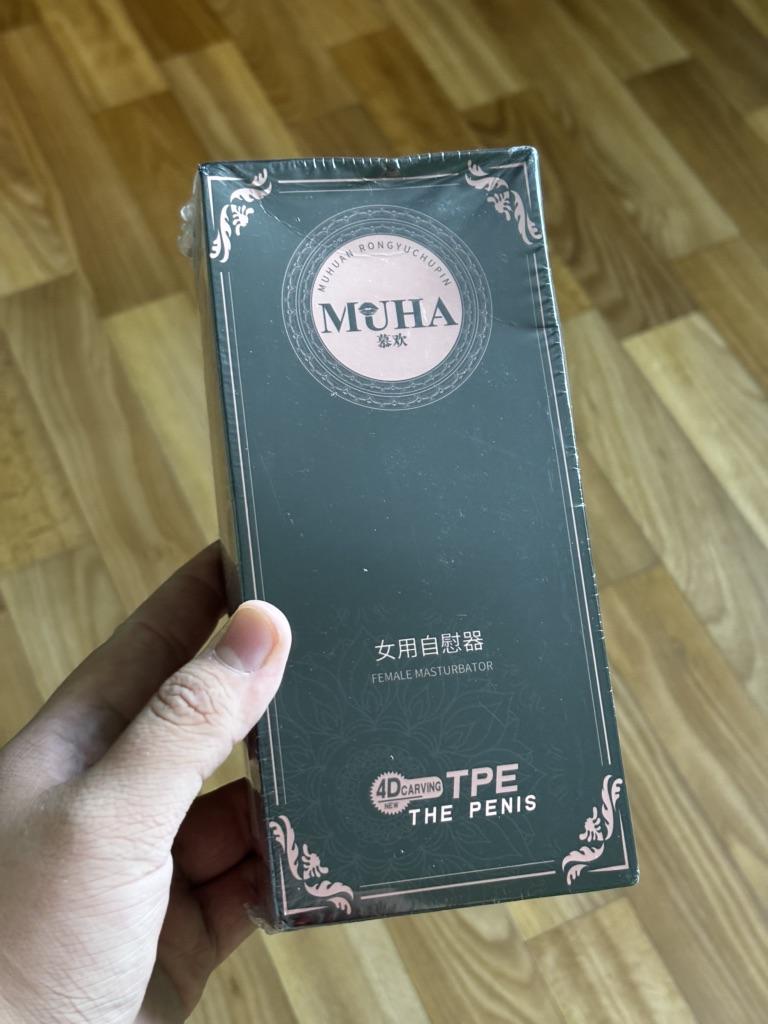 MUHUAN RONGYUCHUPIN
MUHA
慕欢
女用自慰器
FEMALE MASTURBATOR
4D CARVING TPE
NEW
THE PENIS